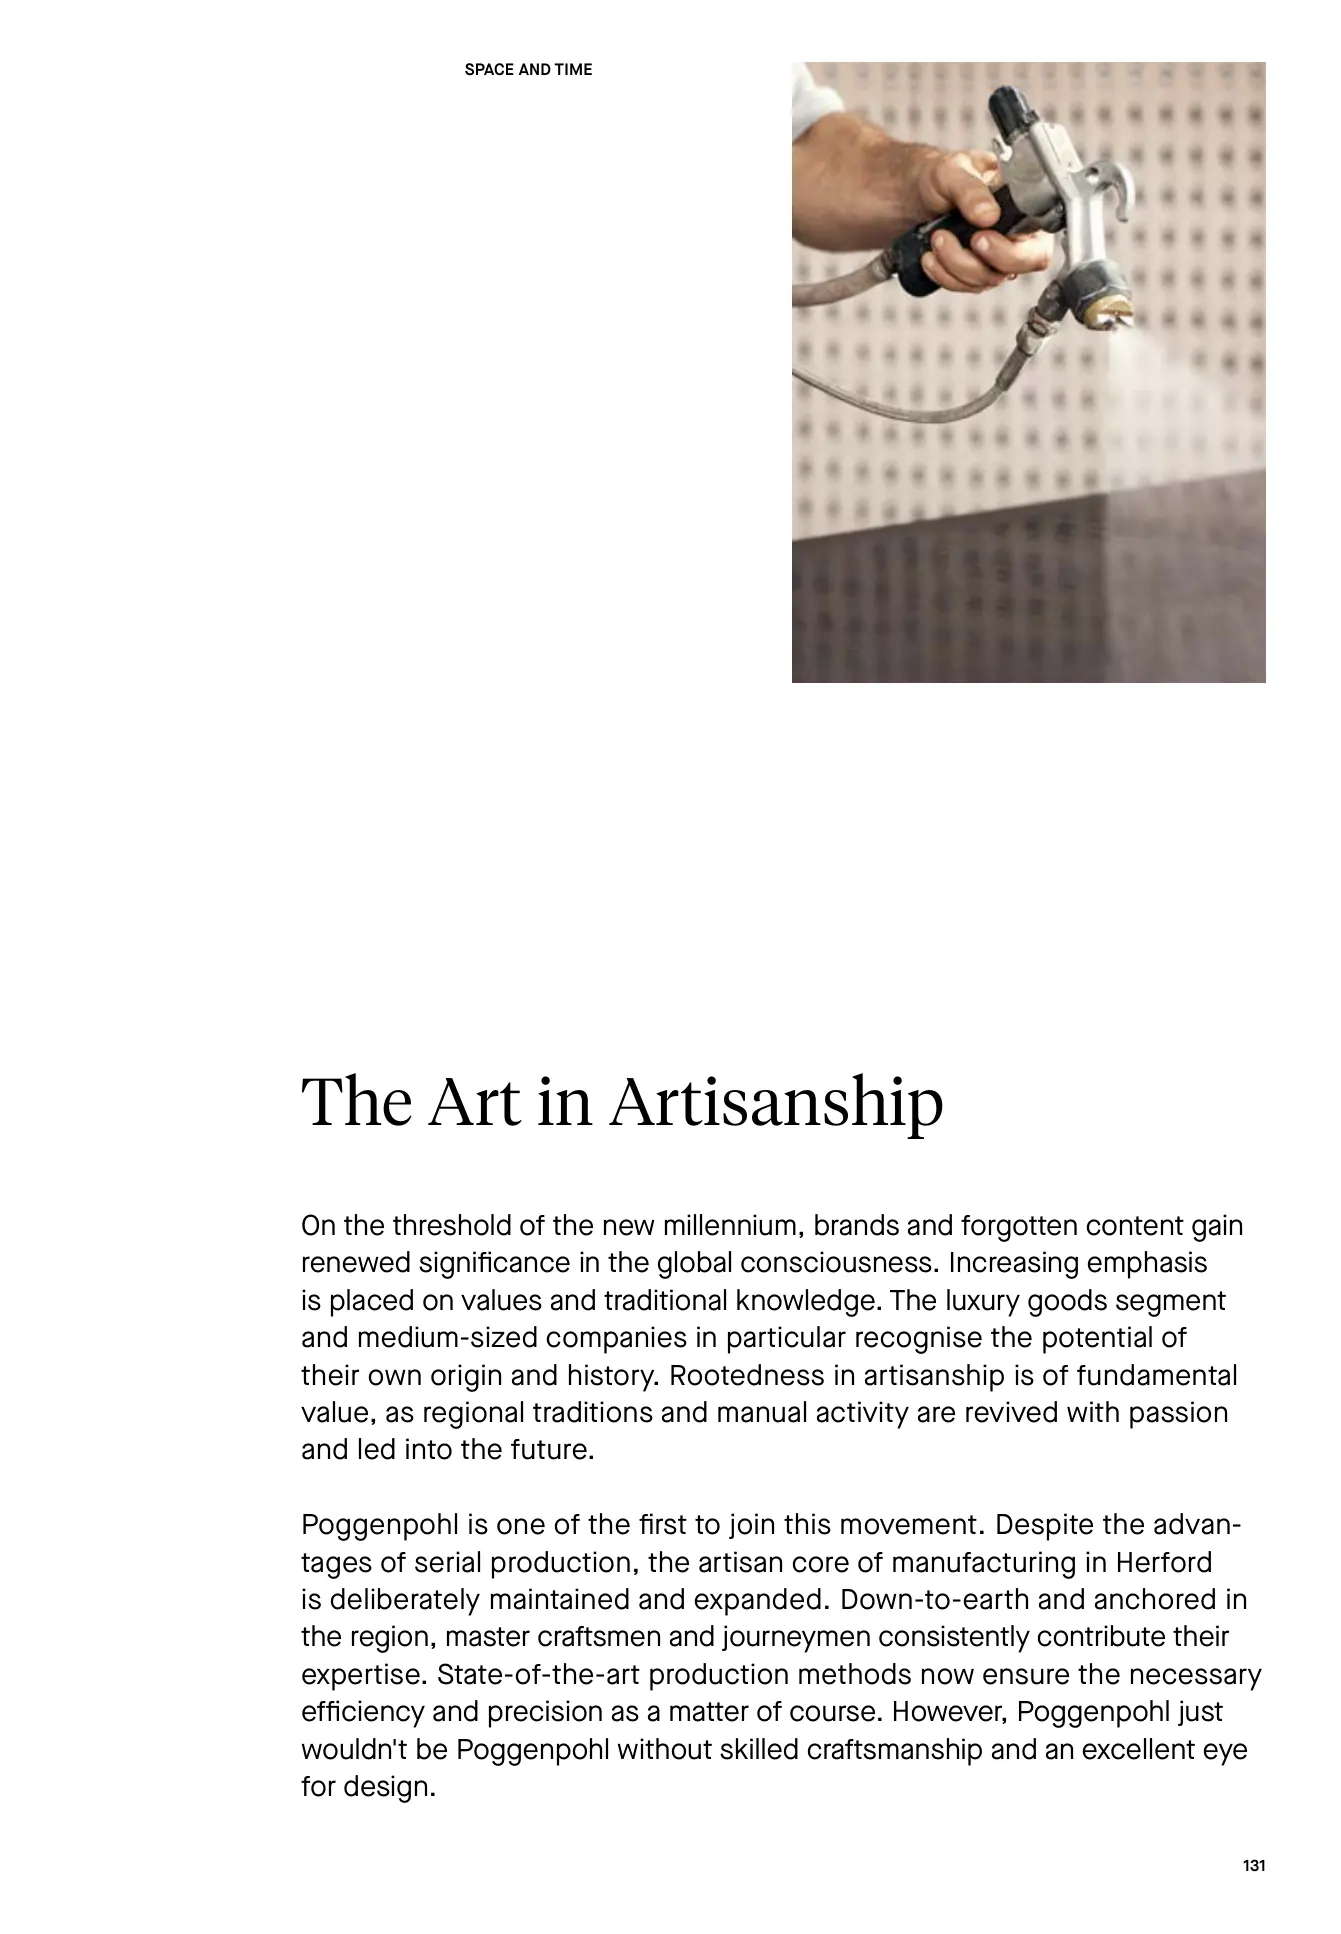 SPACE AND TIME
The Art in Artisanship
On the threshold of the new millennium, brands and forgotten content gain
renewed significance in the global consciousness. Increasing emphasis
is placed on values and traditional knowledge. The luxury goods segment
and medium-sized companies in particular recognise the potential of
their own origin and history. Rootedness in artisanship is of fundamental
value, as regional traditions and manual activity are revived with passion
and led into the future.
Poggenpohl is one of the first to join this movement. Despite the advan-
tages of serial production, the artisan core of manufacturing in Herford
is deliberately maintained and expanded. Down-to-earth and anchored in
the region, master craftsmen and journeymen consistently contribute their
expertise. State-of-the-art production methods now ensure the necessary
efficiency and precision as a matter of course. However, Poggenpohl just
wouldn't be Poggenpohl without skilled craftsmanship and an excellent eye
for design.
131